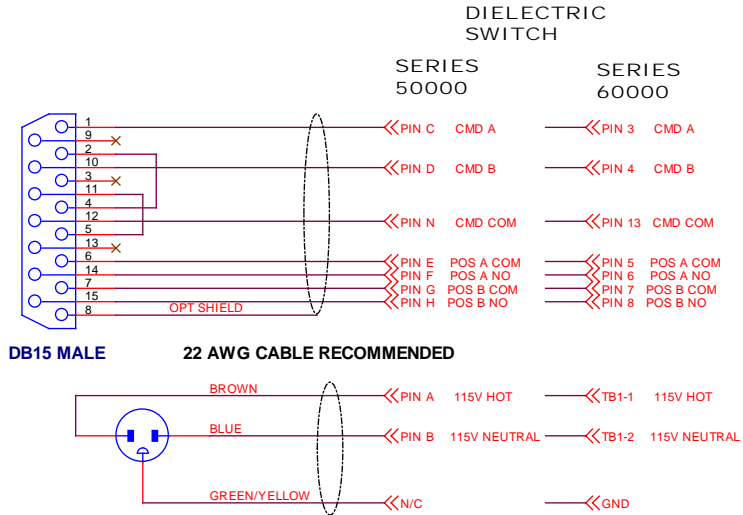 DIELECTRIC
SWITCH
SERIES
50000
SERIES
60000
1
PIN C CMD A
PIN 3 CMD A
9
2
10
PIN D CMD B
PIN 4 CMD B
3
11
4
12
PIN N CMD COM
PIN 13 CMD COM
5
13
6
PIN E POS A COM
PIN 5 POS A COM
14
PIN F POS A NO
PIN 6 POS A NO
7
PIN G POS B COM
PIN 7 POS B COM
15
PIN H POS B NO
PIN 8 POS B NO
8
OPT SHIELD
DB15 MALE
22 AWG CABLE RECOMMENDED
BROWN
PIN A 115V HOT
TB1-1 115V HOT
BLUE
PIN B 115V NEUTRAL
TB1-2 115V NEUTRAL
GREEN/YELLOW
N/C
GND